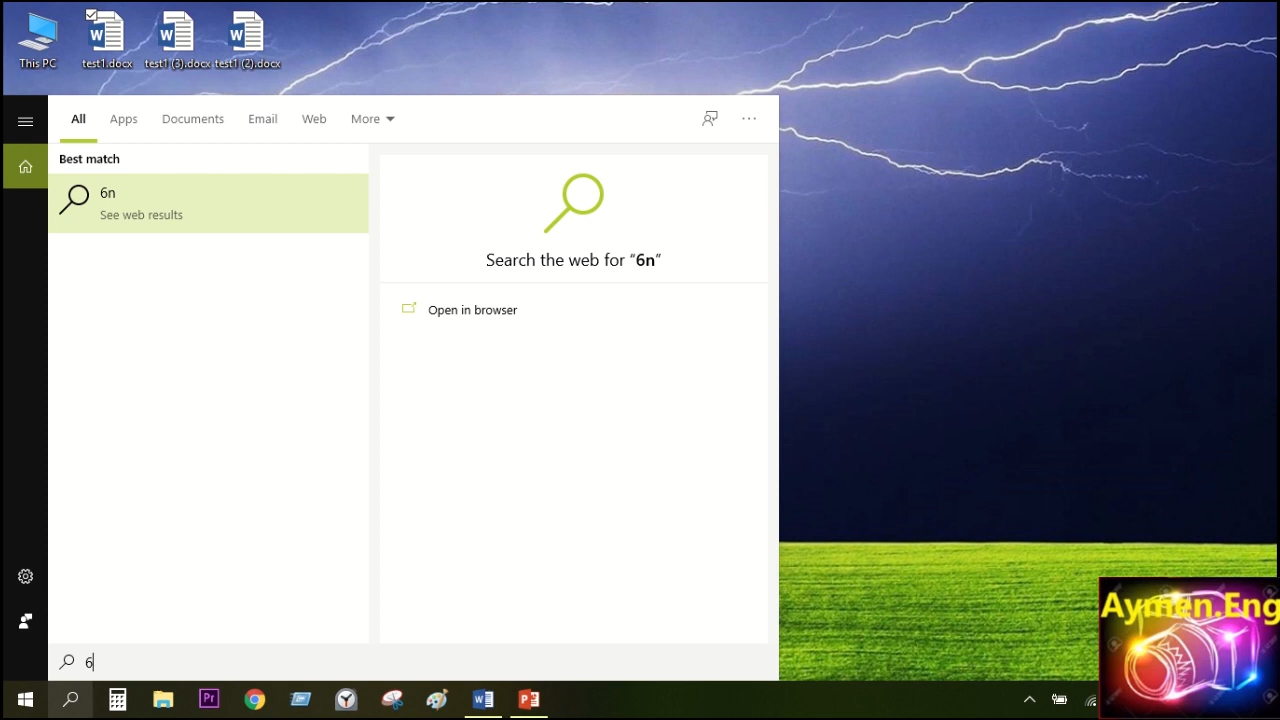 This PC
test1.docx
test1 (3).docx
test1 (2).docx
All
Apps
Documents
Email
Web
More
Best match
6n
See web results
Search the web for “6n”
Open in browser
6
Aymen.Eng